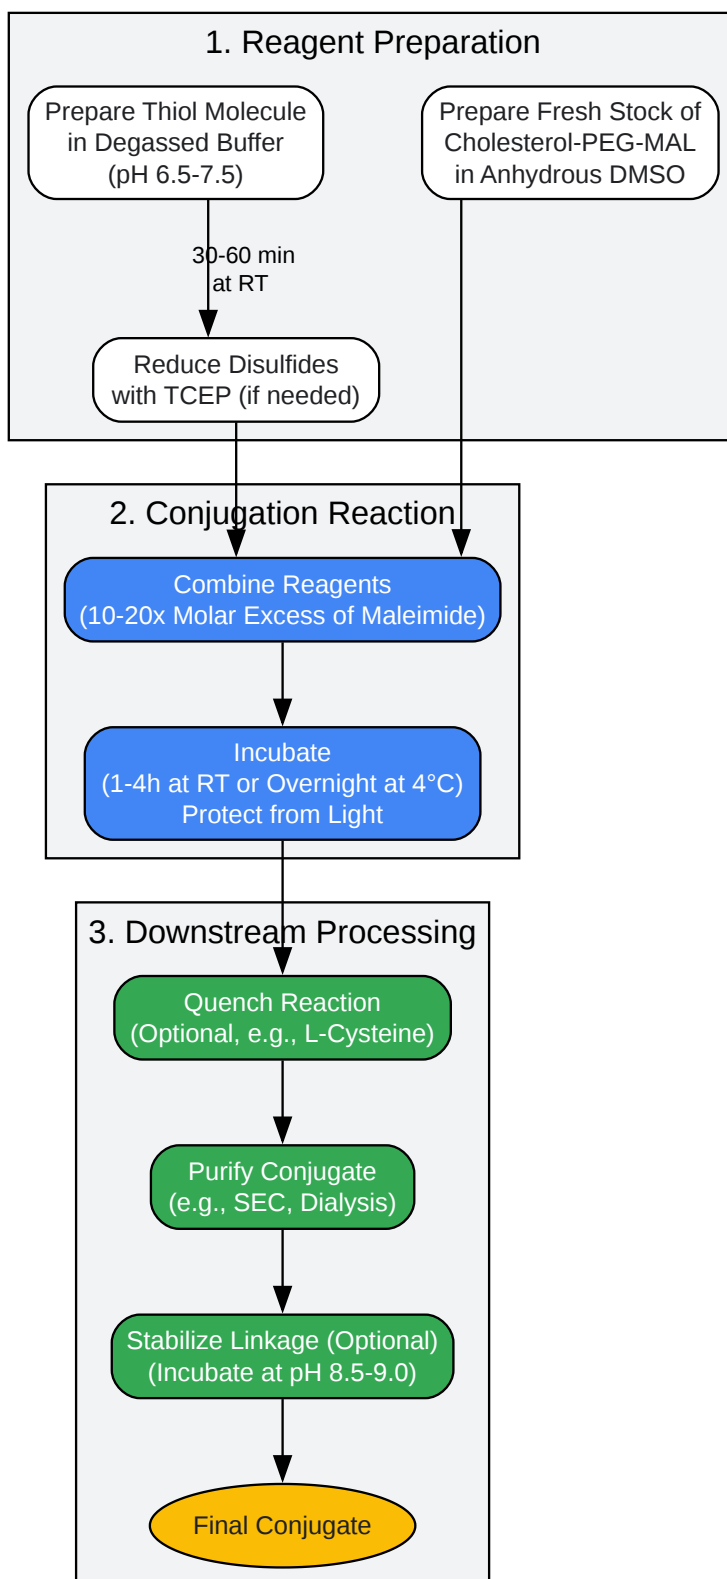 1. Reagent Preparation
Prepare Thiol Molecule
in Degassed Buffer
(pH 6.5-7.5)
Prepare Fresh Stock of
Cholesterol-PEG-MAL
in Anhydrous DMSO
30-60 min
at RT
Reduce Disulfides
with TCEP (if needed)
2. Conjugation Reaction
Combine Reagents
(10-20x Molar Excess of Maleimide)
Incubate
(1-4h at RT or Overnight at 4°C)
Protect from Light
3. Downstream Processing
Quench Reaction
(Optional, e.g., L-Cysteine)
Purify Conjugate
(e.g., SEC, Dialysis)
Stabilize Linkage (Optional)
(Incubate at pH 8.5-9.0)
Final Conjugate